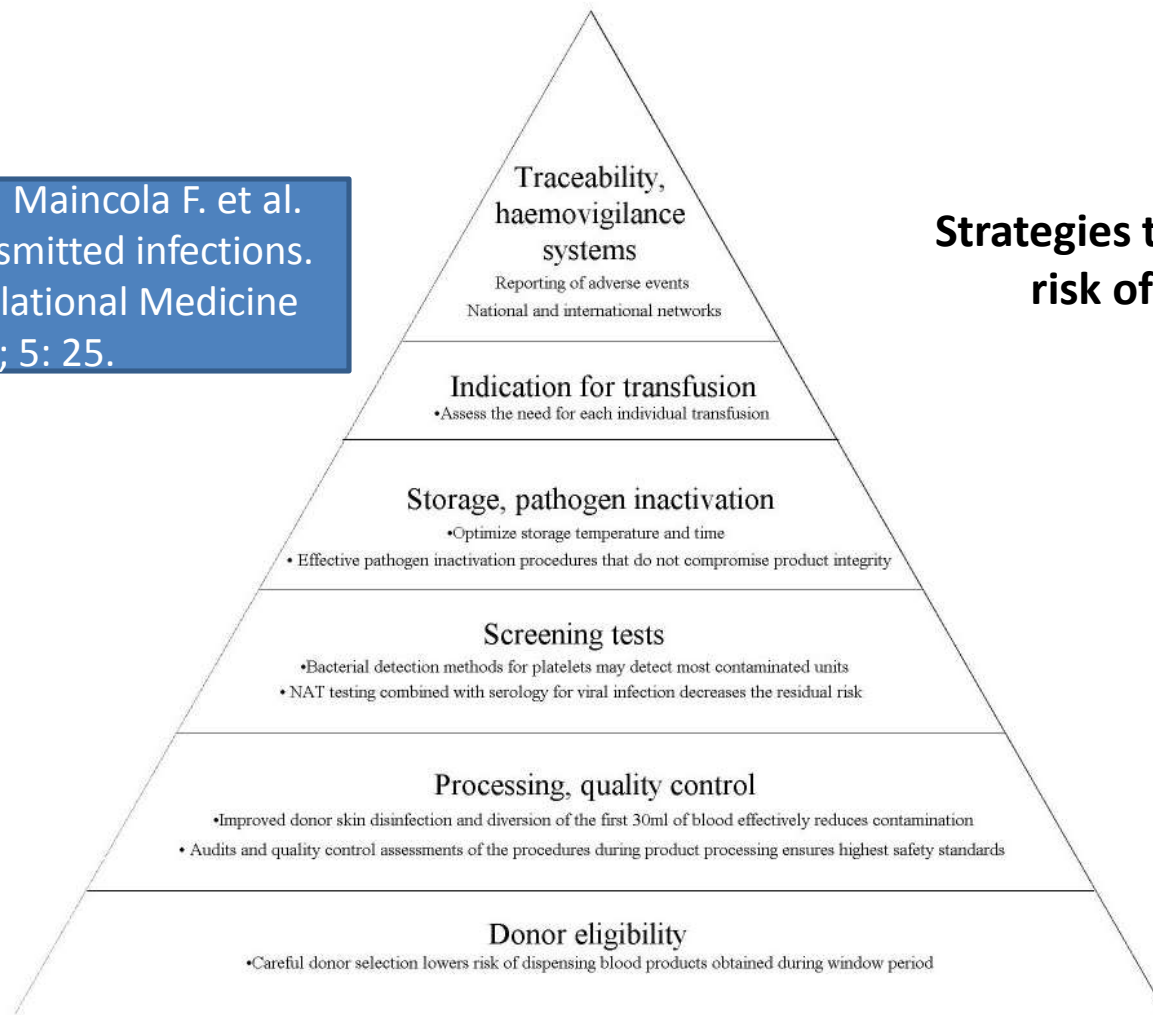 Maincola F. et al.
smitted infections.
lational Medicine
; 5: 25.
Strategies t
risk of
Traceability,
haemovigilance
systems
Reporting of adverse events
National and international networks
Indication for transfusion
•Assess the need for each individual transfusion
Storage, pathogen inactivation
•Optimize storage temperature and time
• Effective pathogen inactivation procedures that do not compromise product integrity
Screening tests
•Bacterial detection methods for platelets may detect most contaminated units
• NAT testing combined with serology for viral infection decreases the residual risk
Processing, quality control
•Improved donor skin disinfection and diversion of the first 30ml of blood effectively reduces contamination
• Audits and quality control assessments of the procedures during product processing ensures highest safety standards
Donor eligibility
•Careful donor selection lowers risk of dispensing blood products obtained during window period